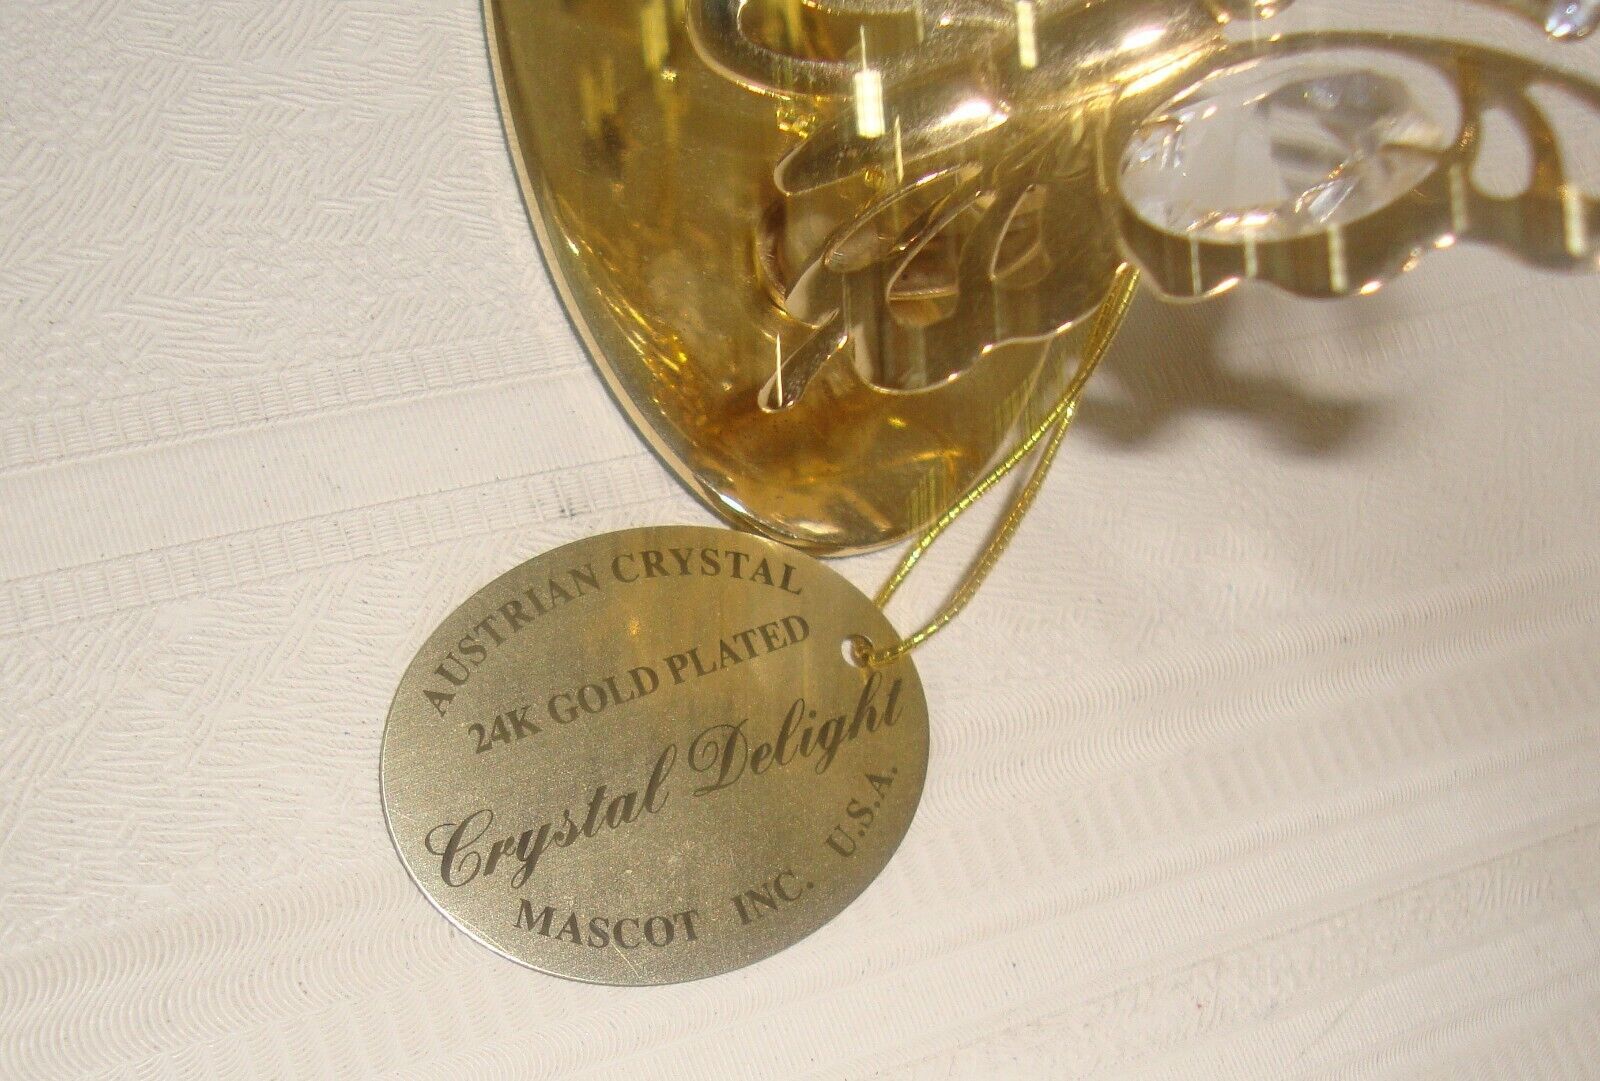 AUSTRIAN CRYSTAL
24K GOLD PLATED
Crystal Delight
MASCOT INC. U.S.A.